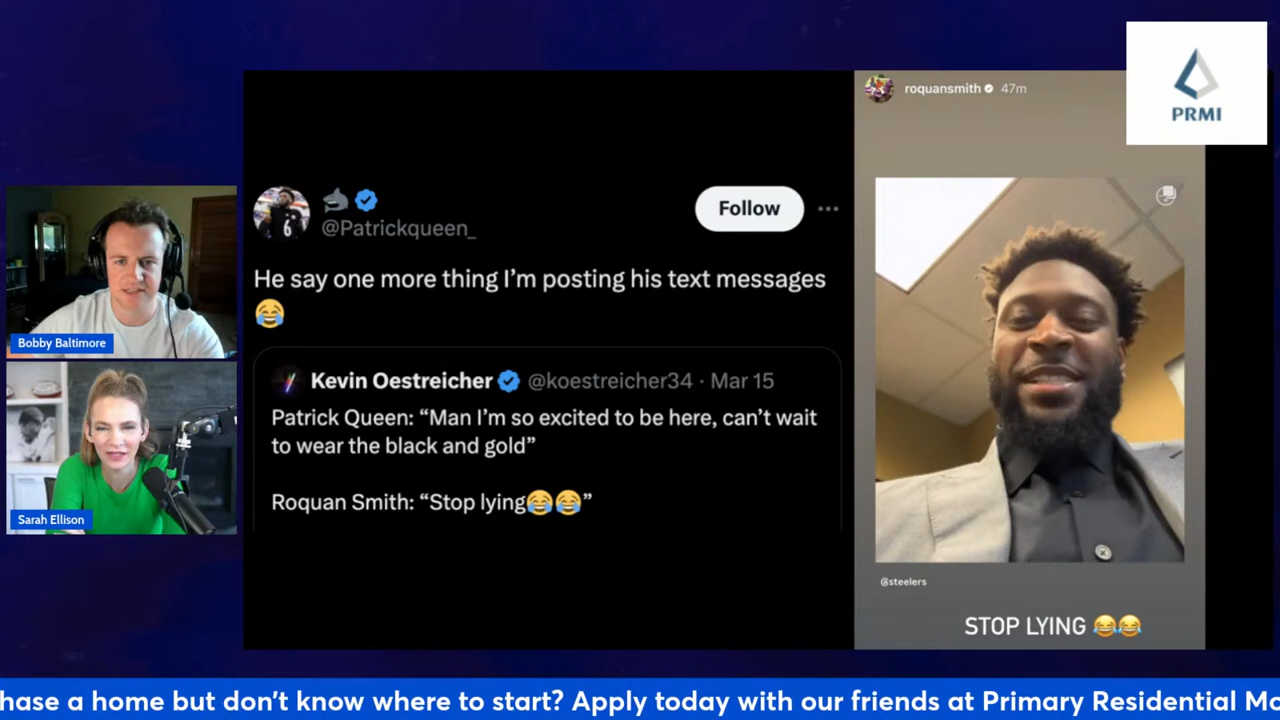 PRMI
roquansmith 47m
@Patrickqueen_
Follow
6
He say one more thing I'm posting his text messages
😂
Kevin Oestreicher @koestreicher34 · Mar 15
Patrick Queen: “Man I'm so excited to be here, can't wait
to wear the black and gold”
Roquan Smith: “Stop lying😂😂”
Bobby Baltimore
Sarah Ellison
@steelers
STOP LYING 😂😂
hase a home but don't know where to start? Apply today with our friends at Primary Residential Mo